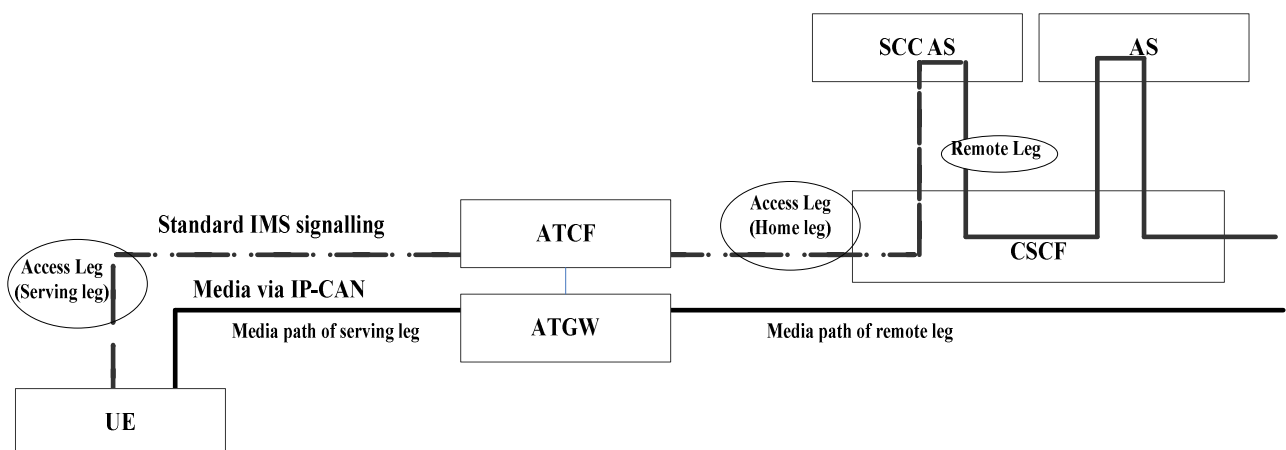 SCC AS
AS
Remote Leg
Access Leg
(Home leg)
Standard IMS signalling
ATCF
CSCF
Access Leg
(Serving leg)
Media via IP-CAN
ATGW
Media path of serving leg
Media path of remote leg
UE